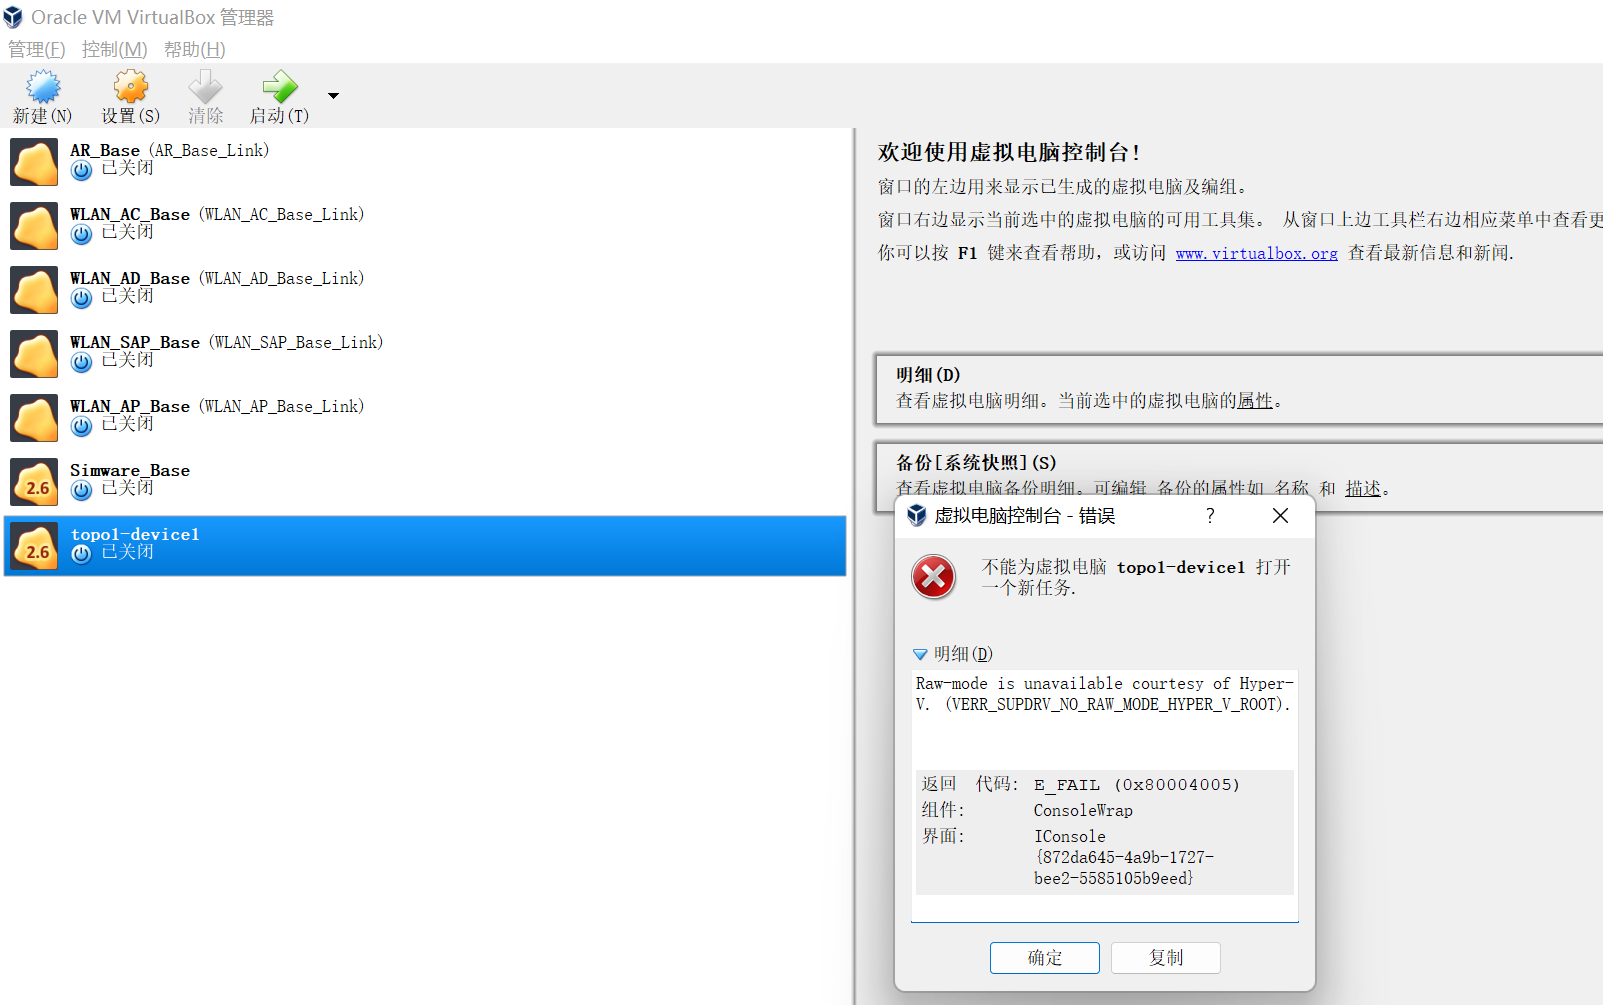 Oracle VM VirtualBox 管理器
管理(F) 控制(M) 帮助(H)
新建(N) 设置(S) 清除 启动(T)
AR_Base (AR_Base_Link)
已关闭
WLAN_AC_Base (WLAN_AC_Base_Link)
已关闭
WLAN_AD_Base (WLAN_AD_Base_Link)
已关闭
WLAN_SAP_Base (WLAN_SAP_Base_Link)
已关闭
WLAN_AP_Base (WLAN_AP_Base_Link)
已关闭
2.6
Simware_Base
已关闭
2.6
topo1-device1
已关闭
欢迎使用虚拟电脑控制台!
窗口的左边用来显示已生成的虚拟电脑及编组。
窗口右边显示当前选中的虚拟电脑的可用工具集。 从窗口上边工具栏右边相应菜单中查看更
你可以按 F1 键来查看帮助，或访问 www.virtualbox.org 查看最新信息和新闻.
明细(D)
查看虚拟电脑明细。当前选中的虚拟电脑的属性。
备份[系统快照](S)
查看虚拟电脑备份明细。可编辑 备份的属性如 名称 和 描述。
虚拟电脑控制台 - 错误
?
不能为虚拟电脑 topo1-device1 打开
一个新任务.
明细(D)
Raw-mode is unavailable courtesy of Hyper-
V. (VERR_SUPDRV_NO_RAW_MODE_HYPER_V_ROOT).
返回 代码: E_FAIL (0x80004005)
组件: ConsoleWrap
界面: IConsole
{872da645-4a9b-1727-
bee2-5585105b9eed}
确定 复制